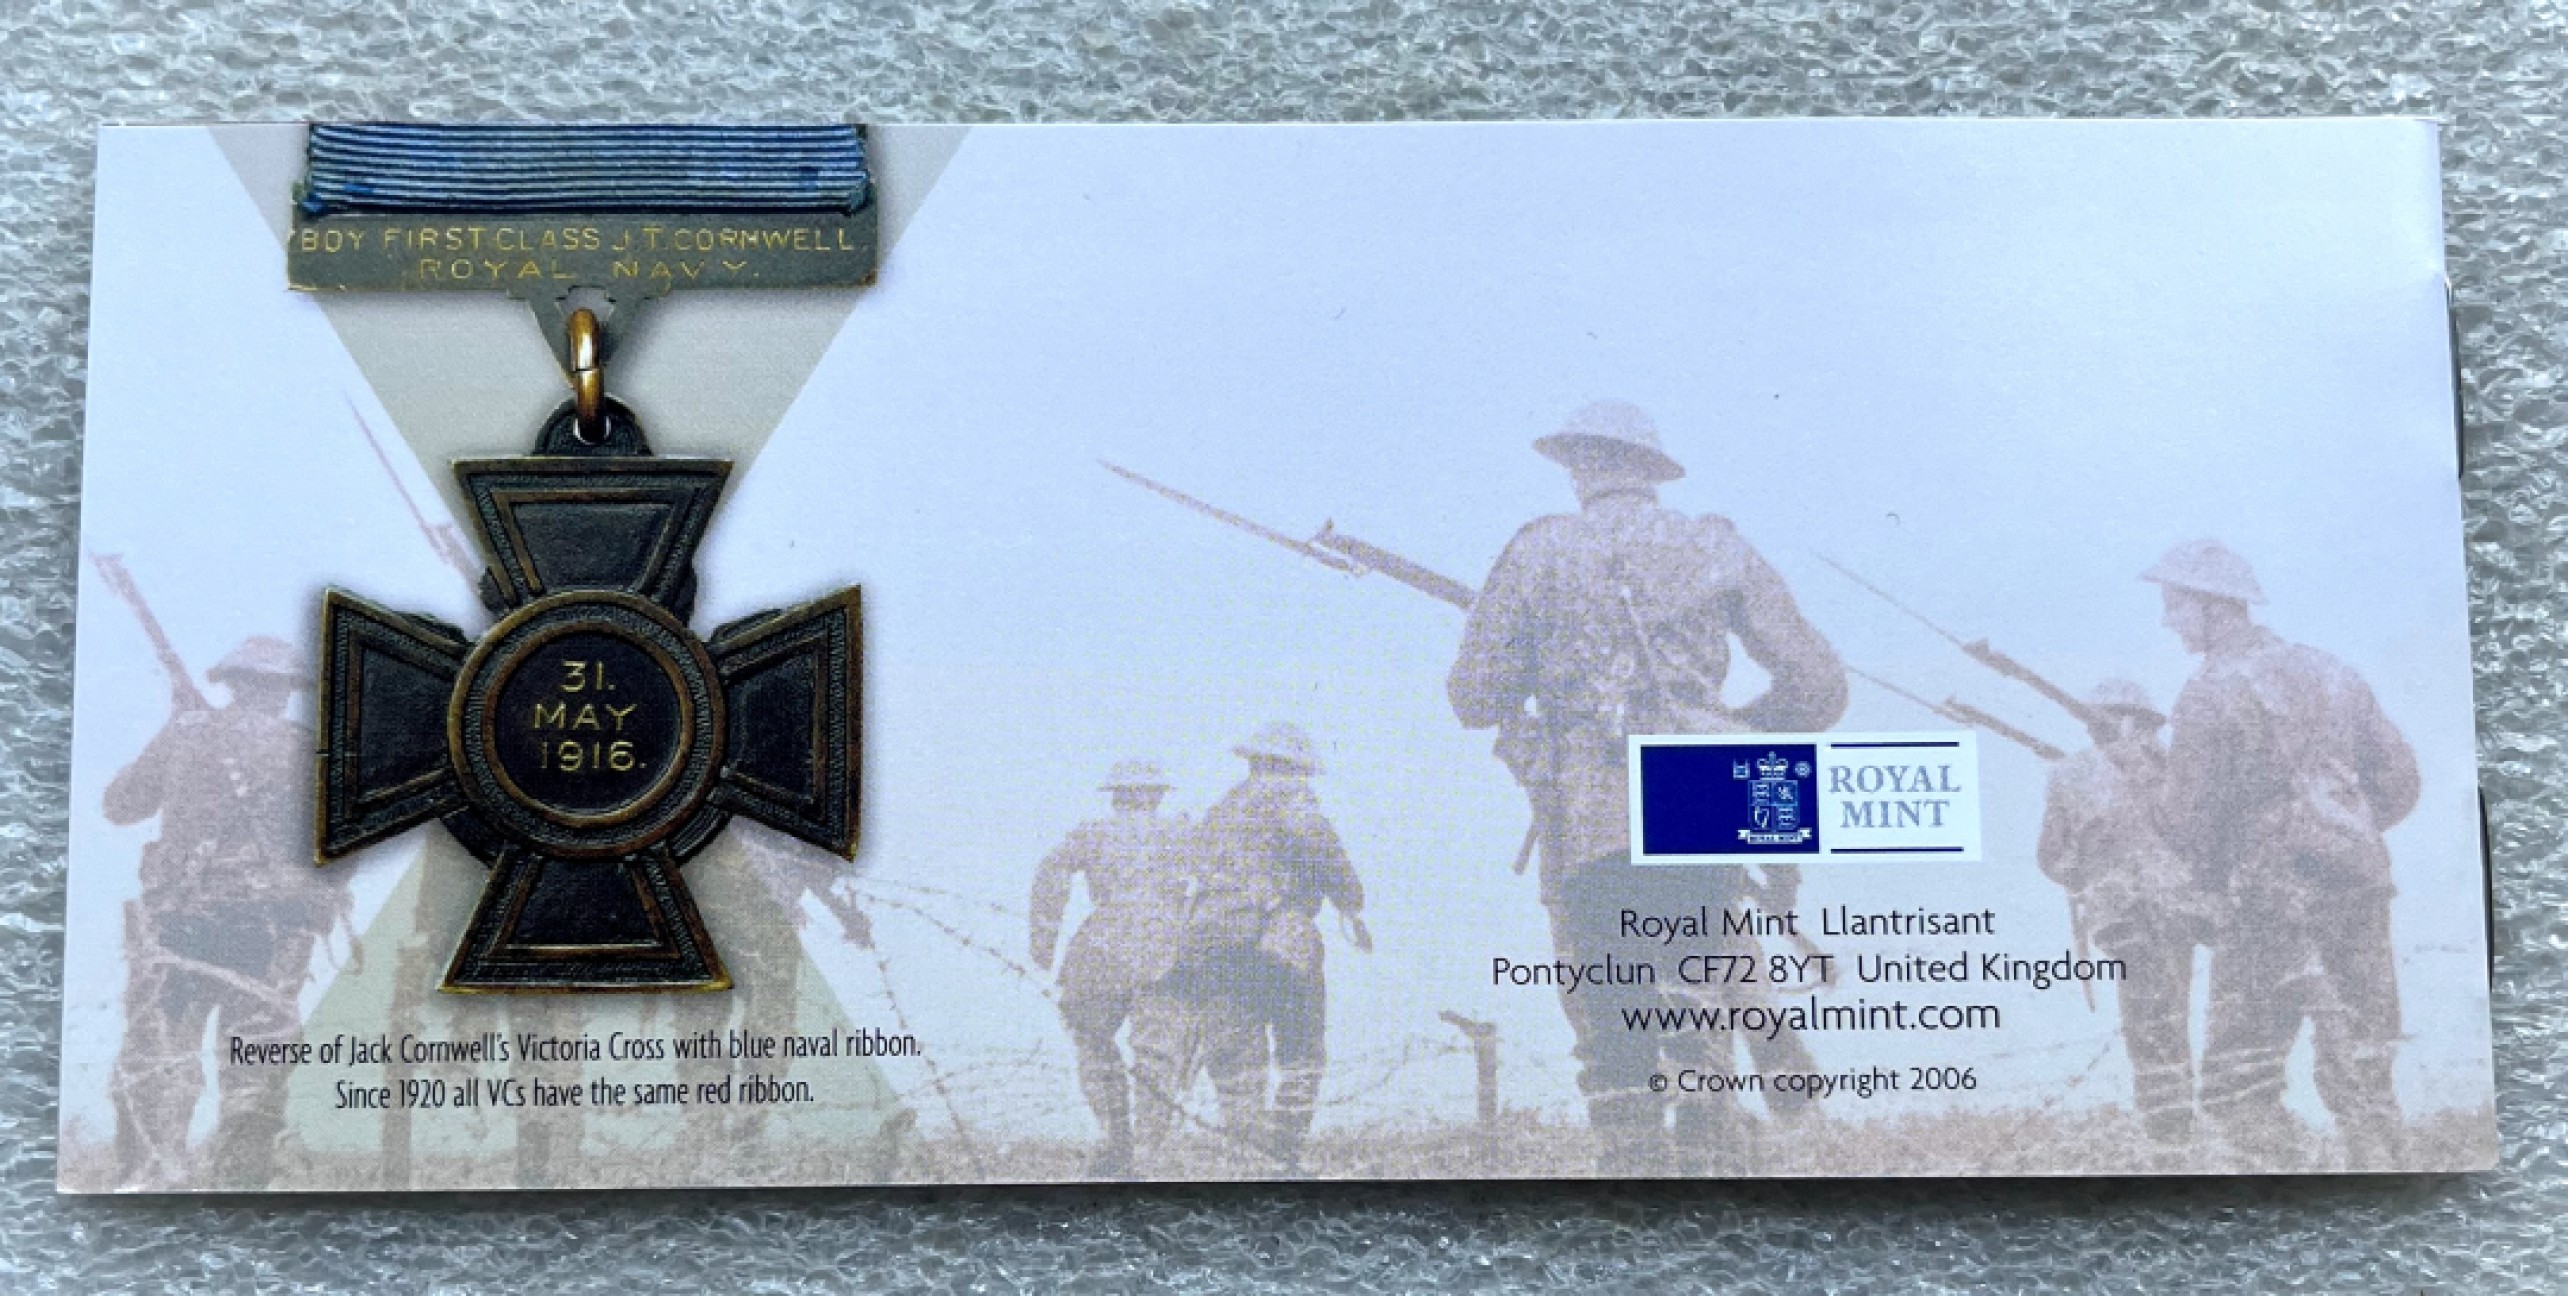 BOY FIRST CLASS J.T.CORNWELL.
ROYAL NAVY.
31.
MAY
1916.
Reverse of Jack Cornwell's Victoria Cross with blue naval ribbon.
Since 1920 all VCs have the same red ribbon.
ROYAL
MINT
Royal Mint Llantrisant
Pontyclun CF72 8YT United Kingdom
www.royalmint.com
© Crown copyright 2006